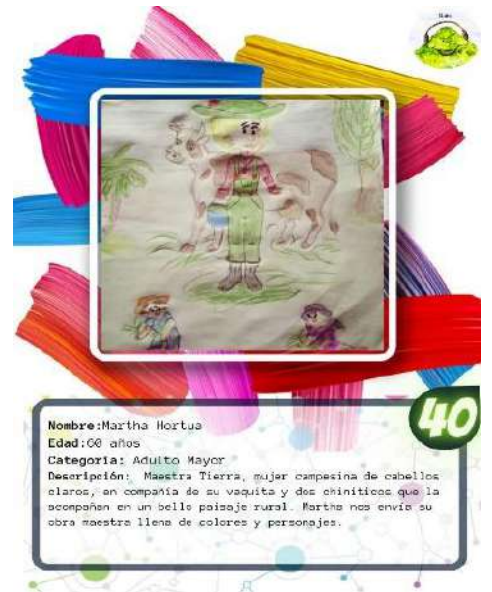 40
Nombre:Martha Hortua
Edad:60 años
Categoría: Adulto Mayor
Descripción: Maestra Tierra, mujer campesina de cabellos
claros, en compañía de su vaquita y dos chiniticos que la
acompañan en un bello paisaje rural. Martha nos envía su
obra maestra llena de colores y personajes.